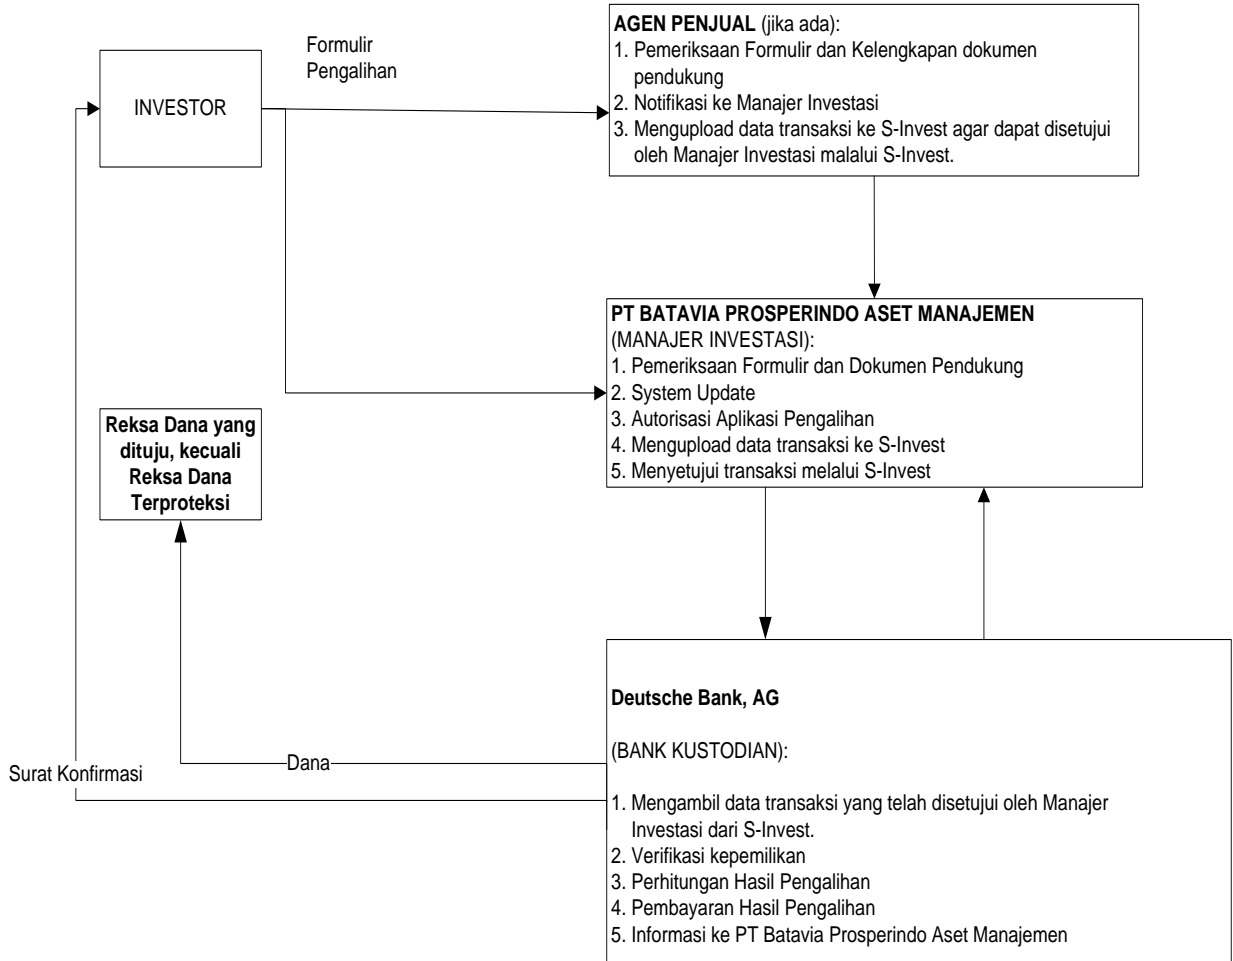 Formulir
Pengalihan
INVESTOR
AGEN PENJUAL (jika ada):
1. Pemeriksaan Formulir dan Kelengkapan dokumen
pendukung
2. Notifikasi ke Manajer Investasi
3. Mengupload data transaksi ke S-Invest agar dapat disetujui
oleh Manajer Investasi malalui S-Invest.
PT BATAVIA PROSPERINDO ASET MANAJEMEN
(MANAJER INVESTASI):
1. Pemeriksaan Formulir dan Dokumen Pendukung
2. System Update
3. Autorisasi Aplikasi Pengalihan
4. Mengupload data transaksi ke S-Invest
5. Menyetujui transaksi melalui S-Invest
Reksa Dana yang
dituju, kecuali
Reksa Dana
Terproteksi
Deutsche Bank, AG
(BANK KUSTODIAN):
1. Mengambil data transaksi yang telah disetujui oleh Manajer
Investasi dari S-Invest.
2. Verifikasi kepemilikan
3. Perhitungan Hasil Pengalihan
4. Pembayaran Hasil Pengalihan
5. Informasi ke PT Batavia Prosperindo Aset Manajemen
Dana
Surat Konfirmasi